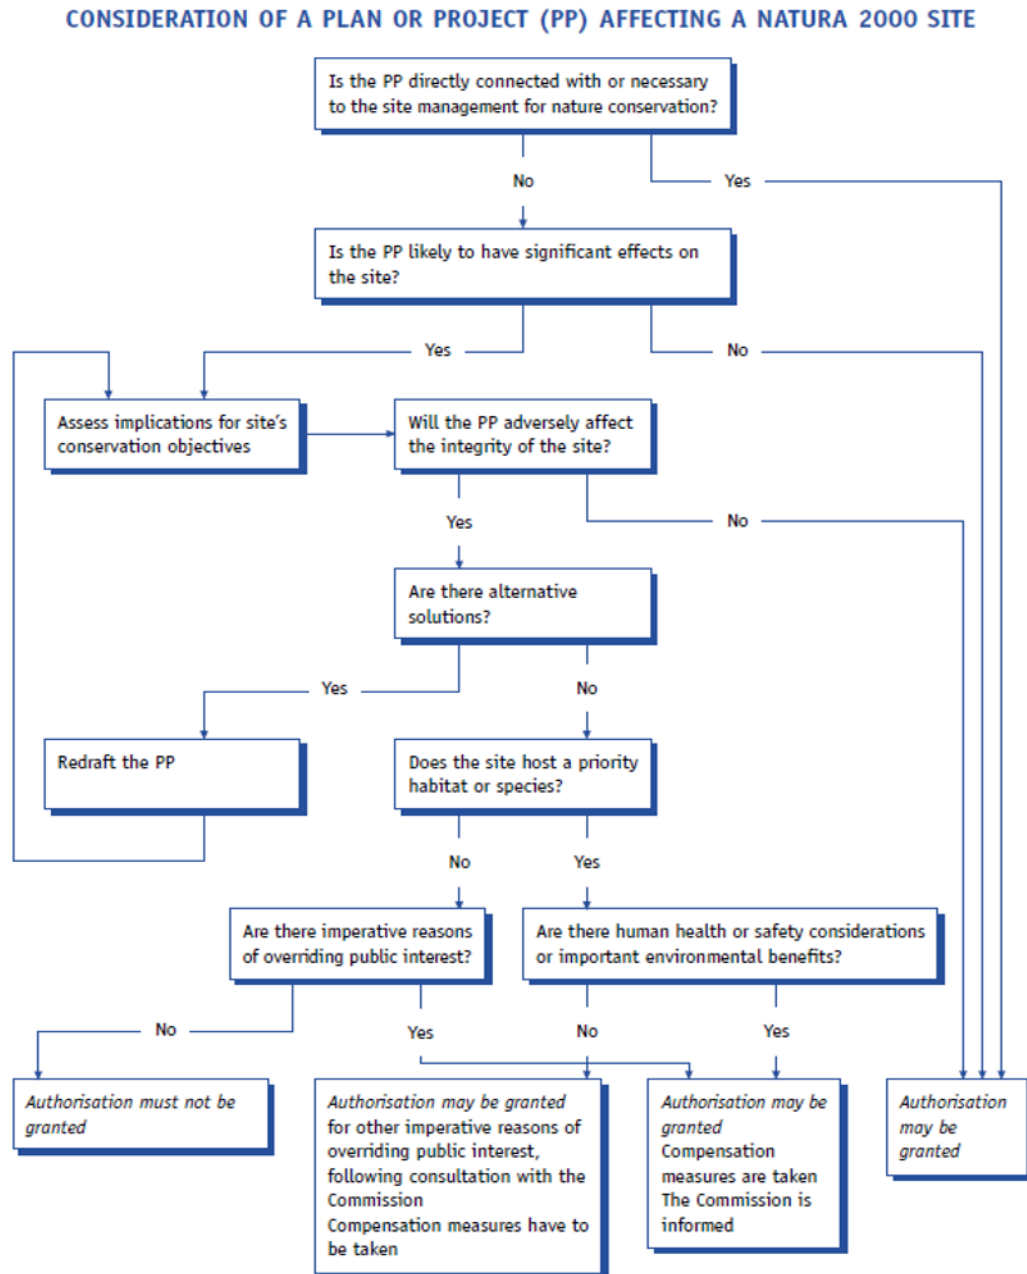 CONSIDERATION OF A PLAN OR PROJECT (PP) AFFECTING A NATURA 2000 SITE
Is the PP directly connected with or necessary
to the site management for nature conservation?
No
Yes
Is the PP likely to have significant effects on
the site?
Yes
No
Assess implications for site's
conservation objectives
Will the PP adversely affect
the integrity of the site?
Yes
No
Are there alternative
solutions?
Yes
No
Redraft the PP
Does the site host a priority
habitat or species?
No
Yes
Are there imperative reasons
of overriding public interest?
Are there human health or safety considerations
or important environmental benefits?
No
Yes
No
Yes
Authorisation must not be
granted
Authorisation may be granted
for other imperative reasons of
overriding public interest,
following consultation with the
Commission
Compensation measures have to
be taken
Authorisation may be
granted
Compensation
measures are taken
The Commission is
informed
Authorisation
may be
granted